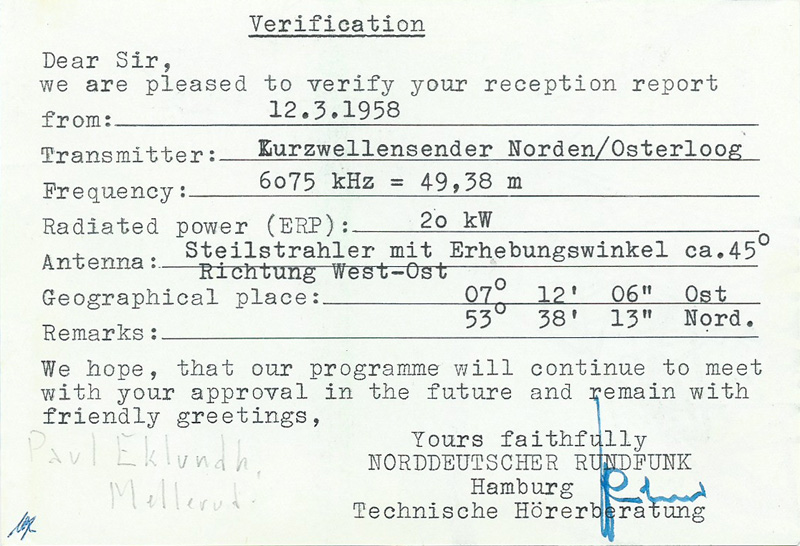 Verification
Dear Sir,
we are pleased to verify your reception report
from: 12.3.1958
Transmitter: Kurzwellensender Norden/Osterloog
Frequency: 6o75 kHz = 49,38 m
Radiated power (ERP): 2o kW
Antenna: Steilstrahler mit Erhebungswinkel ca.45°
Richtung West-Ost
Geographical place: 07° 12' 06" Ost
53° 38' 13" Nord.
Remarks:
We hope, that our programme will continue to meet
with your approval in the future and remain with
friendly greetings,
Yours faithfully
NORDDEUTSCHER RUNDFUNK
Hamburg
Technische Hörerberatung
Paul Eklundh,
Mellerud.